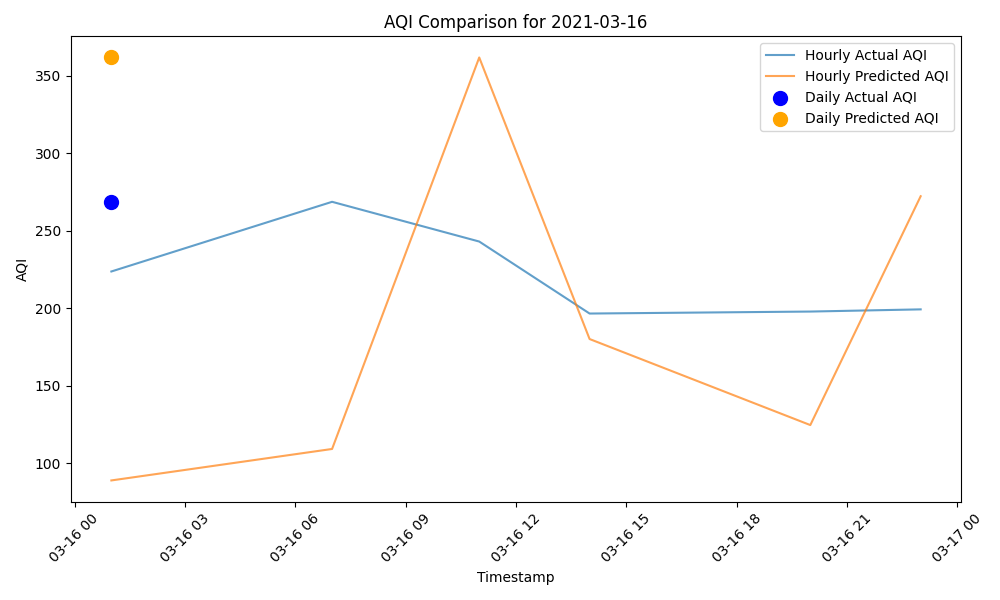 AQI Comparison for 2021-03-16
Hourly Actual AQI
Hourly Predicted AQI
Daily Actual AQI
Daily Predicted AQI
AQI
350
300
250
200
150
100
03-16 00
03-16 03
03-16 06
03-16 09
03-16 12
03-16 15
03-16 18
03-16 21
03-17 00
Timestamp